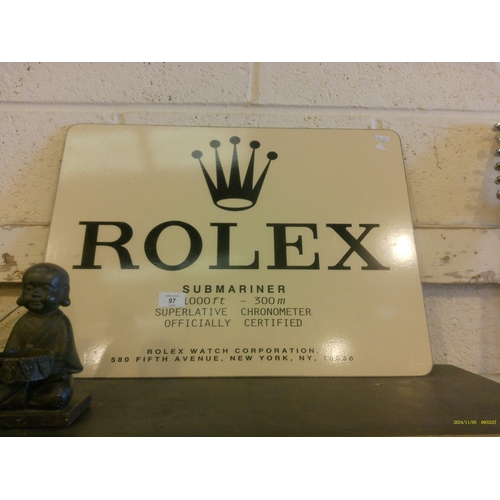 ROLEX
SUBMARINER
1000ft - 300m
97
SUPERLATIVE CHRONOMETER
OFFICIALLY CERTIFIED
ROLEX WATCH CORPORATION,
580 FIFTH AVENUE, NEW YORK, NY,